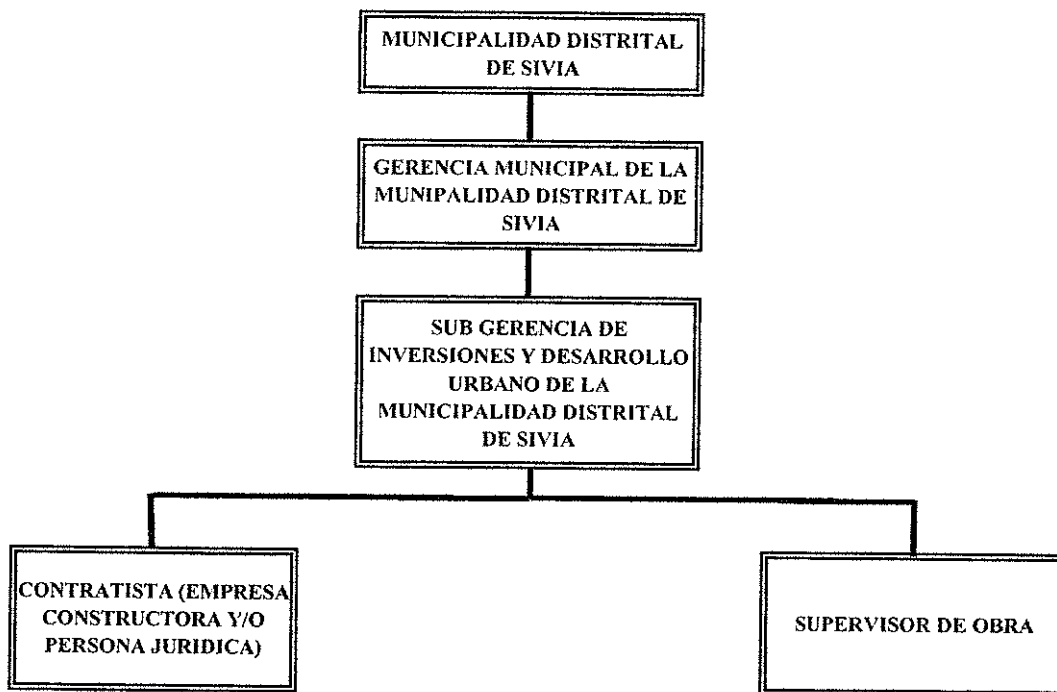 MUNICIPALIDAD DISTRITAL
DE SIVIA
GERENCIA MUNICIPAL DE LA
MUNIPALIDAD DISTRITAL DE
SIVIA
SUB GERENCIA DE
INVERSIONES Y DESARROLLO
URBANO DE LA
MUNICIPALIDAD DISTRITAL
DE SIVIA
CONTRATISTA (EMPRESA
CONSTRUCTORA Y/O
PERSONA JURIDICA)
SUPERVISOR DE OBRA